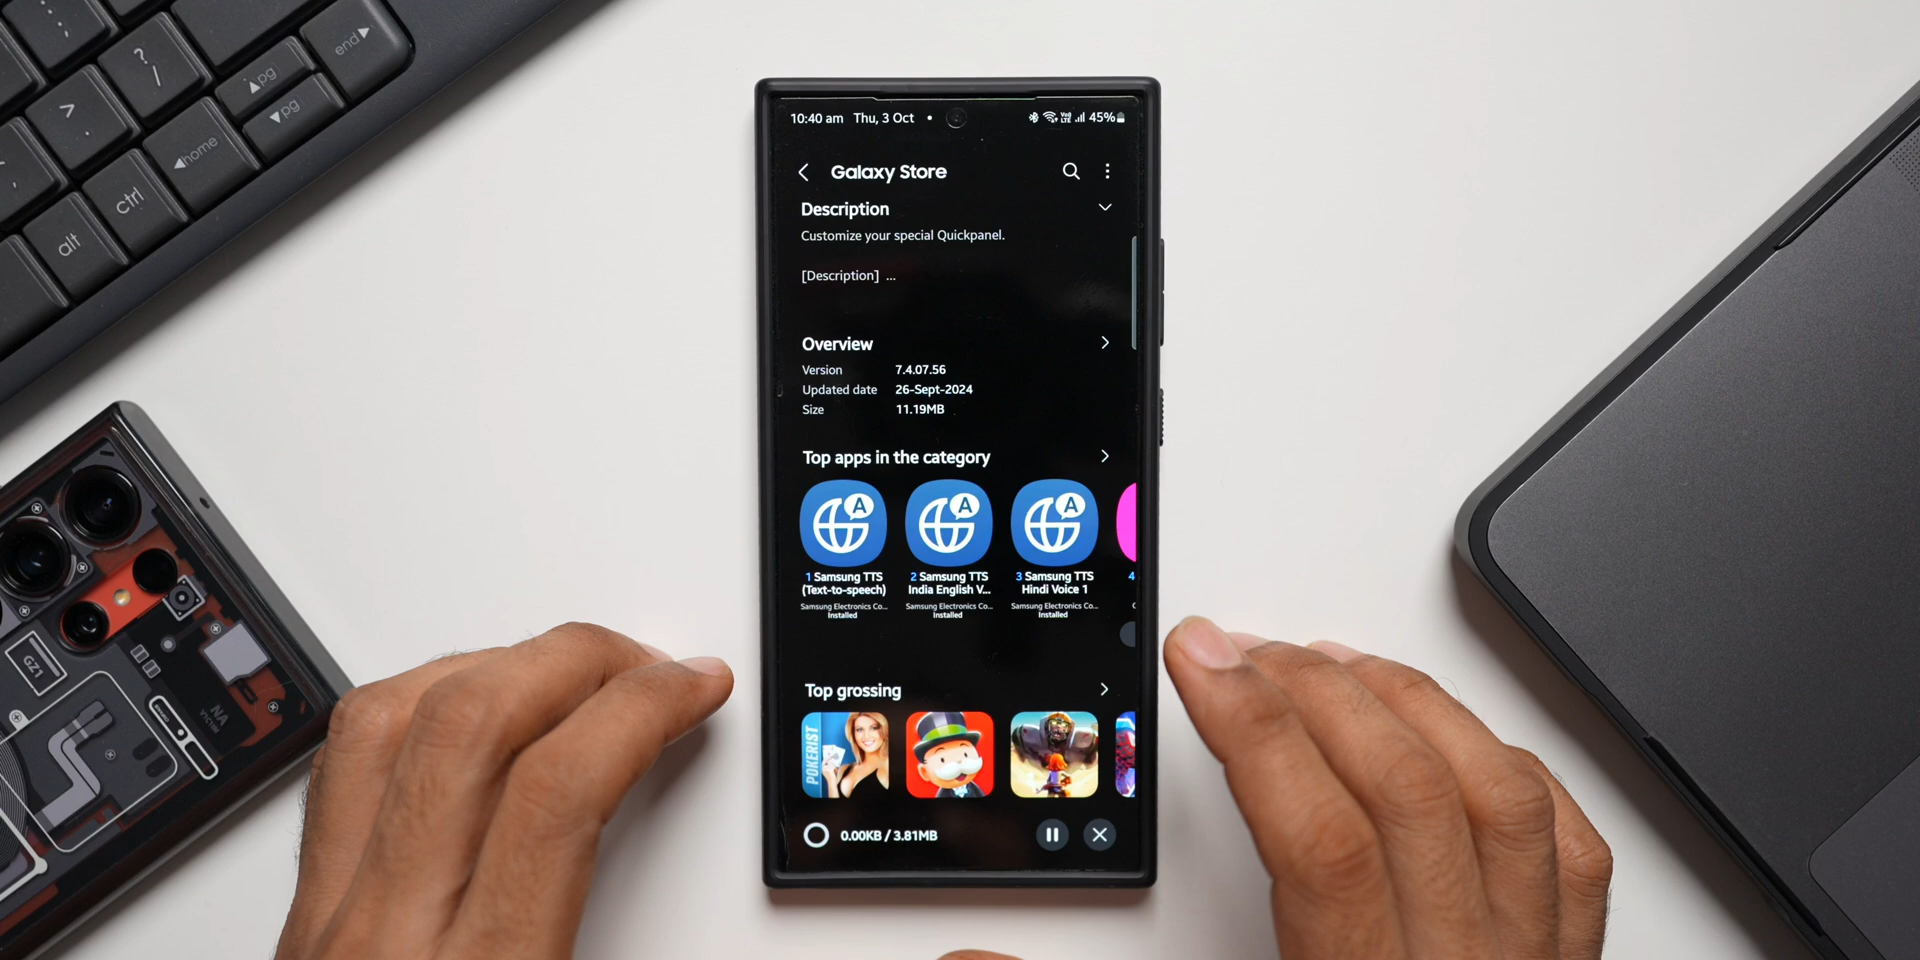 end
?
/
pg
>
.
pg
home
,
ctrl
alt
GZ1
10:40 am Thu, 3 Oct
45%
Galaxy Store
Description
Customize your special Quickpanel.
[Description] ...
Overview
Version 7.4.07.56
Updated date 26-Sept-2024
Size 11.19MB
Top apps in the category
A
A
A
1 Samsung TTS
(Text-to-speech)
Samsung Electronics Co...
Installed
2 Samsung TTS
India English V...
Samsung Electronics Co...
Installed
3 Samsung TTS
Hindi Voice 1
Samsung Electronics Co...
Installed
4
Top grossing
POKERIST
0.00KB / 3.81MB